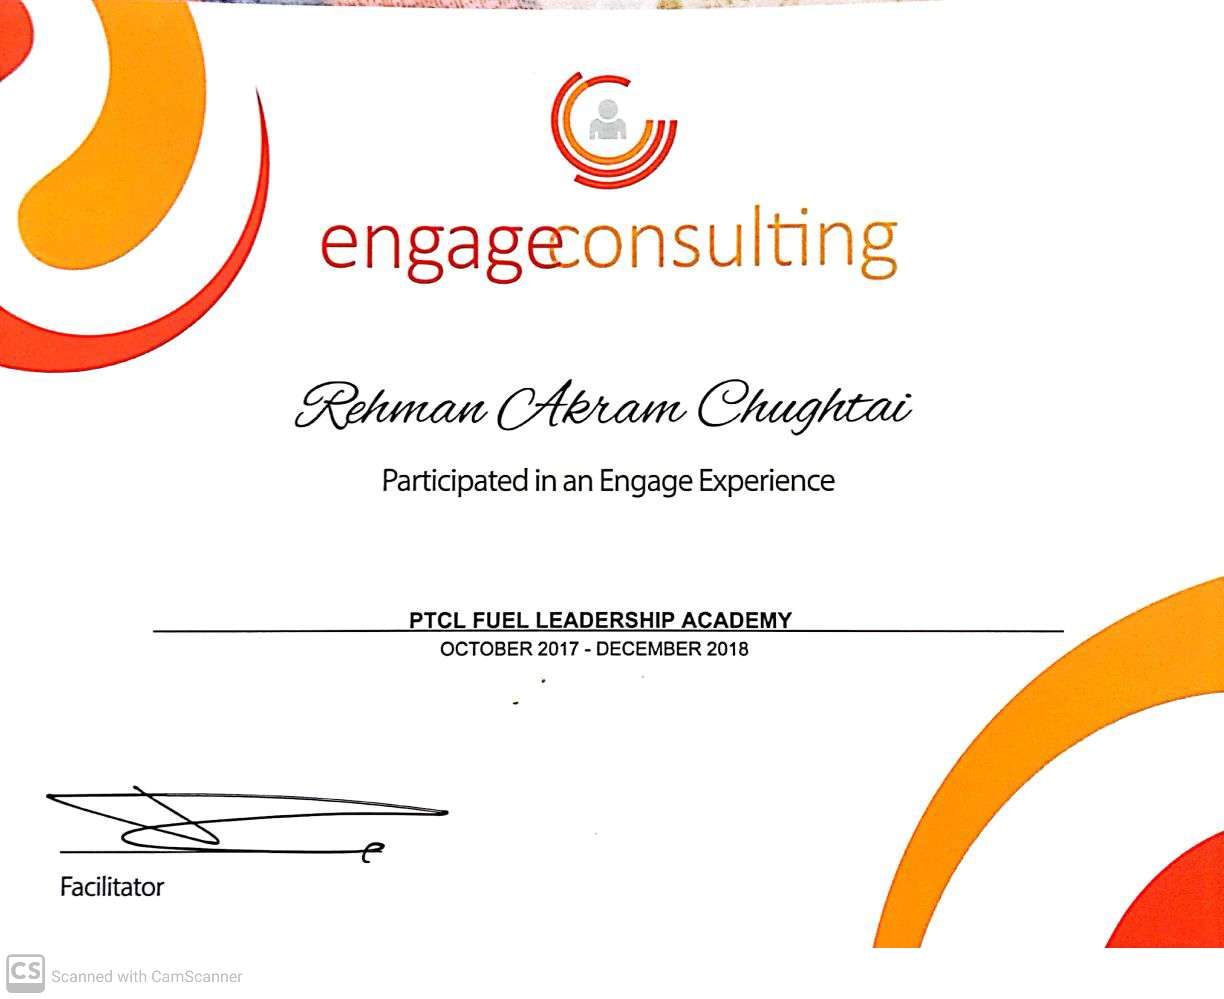 engageconsulting
Rehman Akram Chughtai
Participated in an Engage Experience
PTCL FUEL LEADERSHIP ACADEMY
OCTOBER 2017 - DECEMBER 2018
Facilitator
CS Scanned with CamScanner